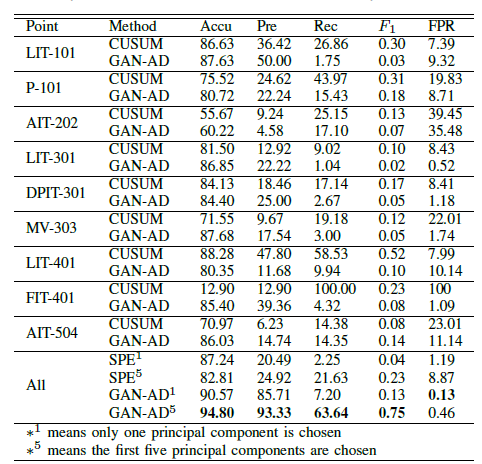 Point Method Accu Pre Rec F1 FPR
LIT-101 CUSUM 86.63 36.42 26.86 0.30 7.39
GAN-AD 87.63 50.00 1.75 0.03 9.32
P-101 CUSUM 75.52 24.62 43.97 0.31 19.83
GAN-AD 80.72 22.24 15.43 0.18 8.71
AIT-202 CUSUM 55.67 9.24 25.15 0.13 39.45
GAN-AD 60.22 4.58 17.10 0.07 35.48
LIT-301 CUSUM 81.50 12.92 9.02 0.10 8.43
GAN-AD 86.85 22.22 1.04 0.02 0.52
DPIT-301 CUSUM 84.13 18.46 17.14 0.17 8.41
GAN-AD 84.40 25.00 2.67 0.05 1.18
MV-303 CUSUM 71.55 9.67 19.18 0.12 22.01
GAN-AD 87.68 17.54 3.00 0.05 1.74
LIT-401 CUSUM 88.28 47.80 58.53 0.52 7.99
GAN-AD 80.35 11.68 9.94 0.10 10.14
FIT-401 CUSUM 12.90 12.90 100.00 0.23 100
GAN-AD 85.40 39.36 4.32 0.08 1.09
AIT-504 CUSUM 70.97 6.23 14.38 0.08 23.01
GAN-AD 86.03 14.74 14.35 0.14 11.14
All SPE¹ 87.24 20.49 2.25 0.04 1.19
SPE⁵ 82.81 24.92 21.63 0.23 8.87
GAN-AD¹ 90.57 85.71 7.20 0.13 0.13
GAN-AD⁵ 94.80 93.33 63.64 0.75 0.46
*¹ means only one principal component is chosen
*⁵ means the first five principal components are chosen